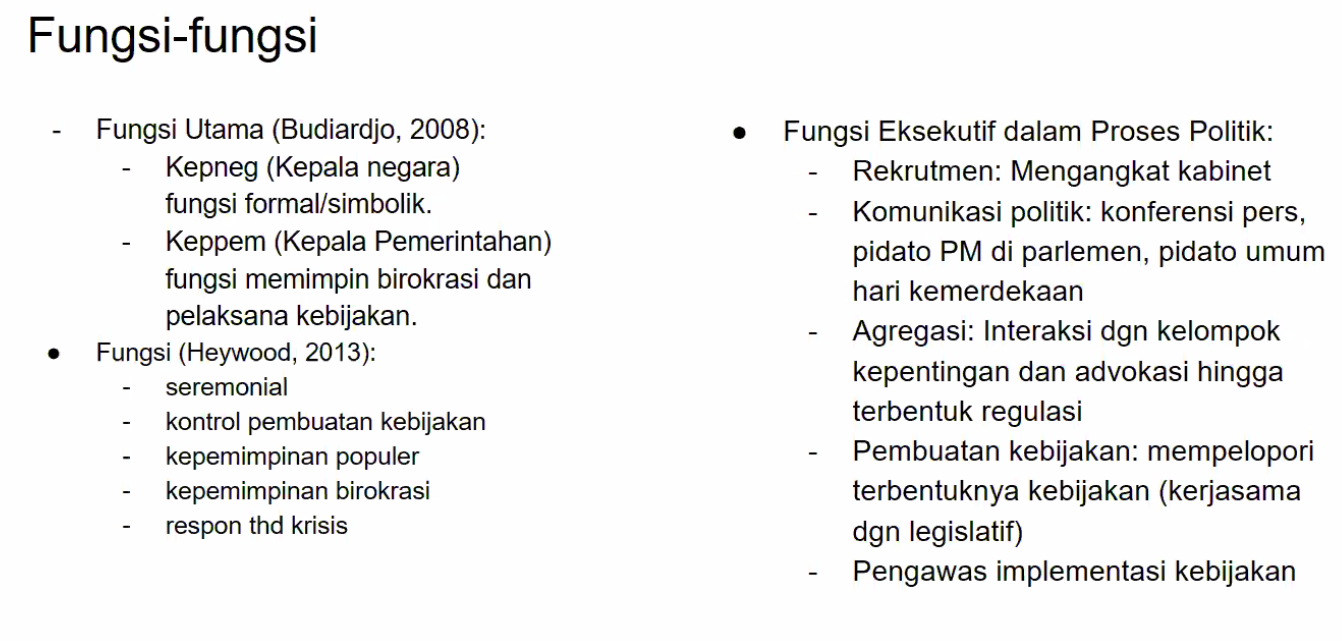 Fungsi-fungsi
- Fungsi Utama (Budiardjo, 2008):
- Kepneg (Kepala negara)
fungsi formal/simbolik.
- Keppem (Kepala Pemerintahan)
fungsi memimpin birokrasi dan
pelaksana kebijakan.
● Fungsi (Heywood, 2013):
- seremonial
- kontrol pembuatan kebijakan
- kepemimpinan populer
- kepemimpinan birokrasi
- respon thd krisis
● Fungsi Eksekutif dalam Proses Politik:
- Rekrutmen: Mengangkat kabinet
- Komunikasi politik: konferensi pers,
pidato PM di parlemen, pidato umum
hari kemerdekaan
- Agregasi: Interaksi dgn kelompok
kepentingan dan advokasi hingga
terbentuk regulasi
- Pembuatan kebijakan: mempelopori
terbentuknya kebijakan (kerjasama
dgn legislatif)
- Pengawas implementasi kebijakan